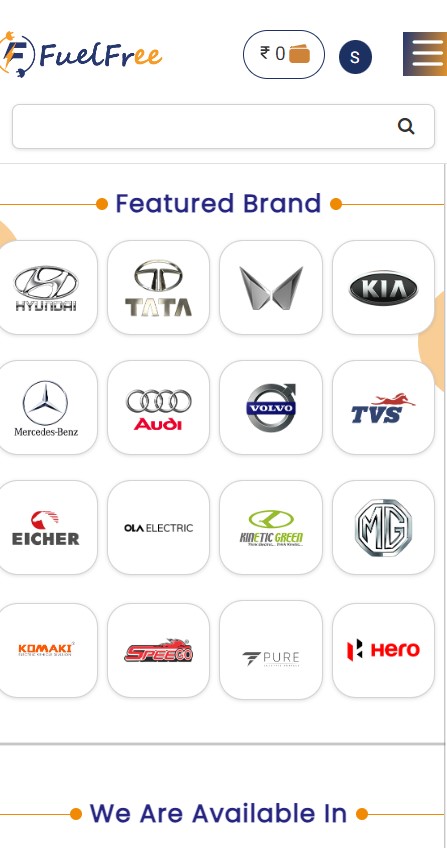 FuelFree
₹ 0
S
Featured Brand
HYUNDAI
TATA
KIA
Mercedes-Benz
Audi
VOLVO
TVS
EICHER
OLA ELECTRIC
KINETIC GREEN
MG
KOMAKI
SPEEGO
PURE
Hero
We Are Available In